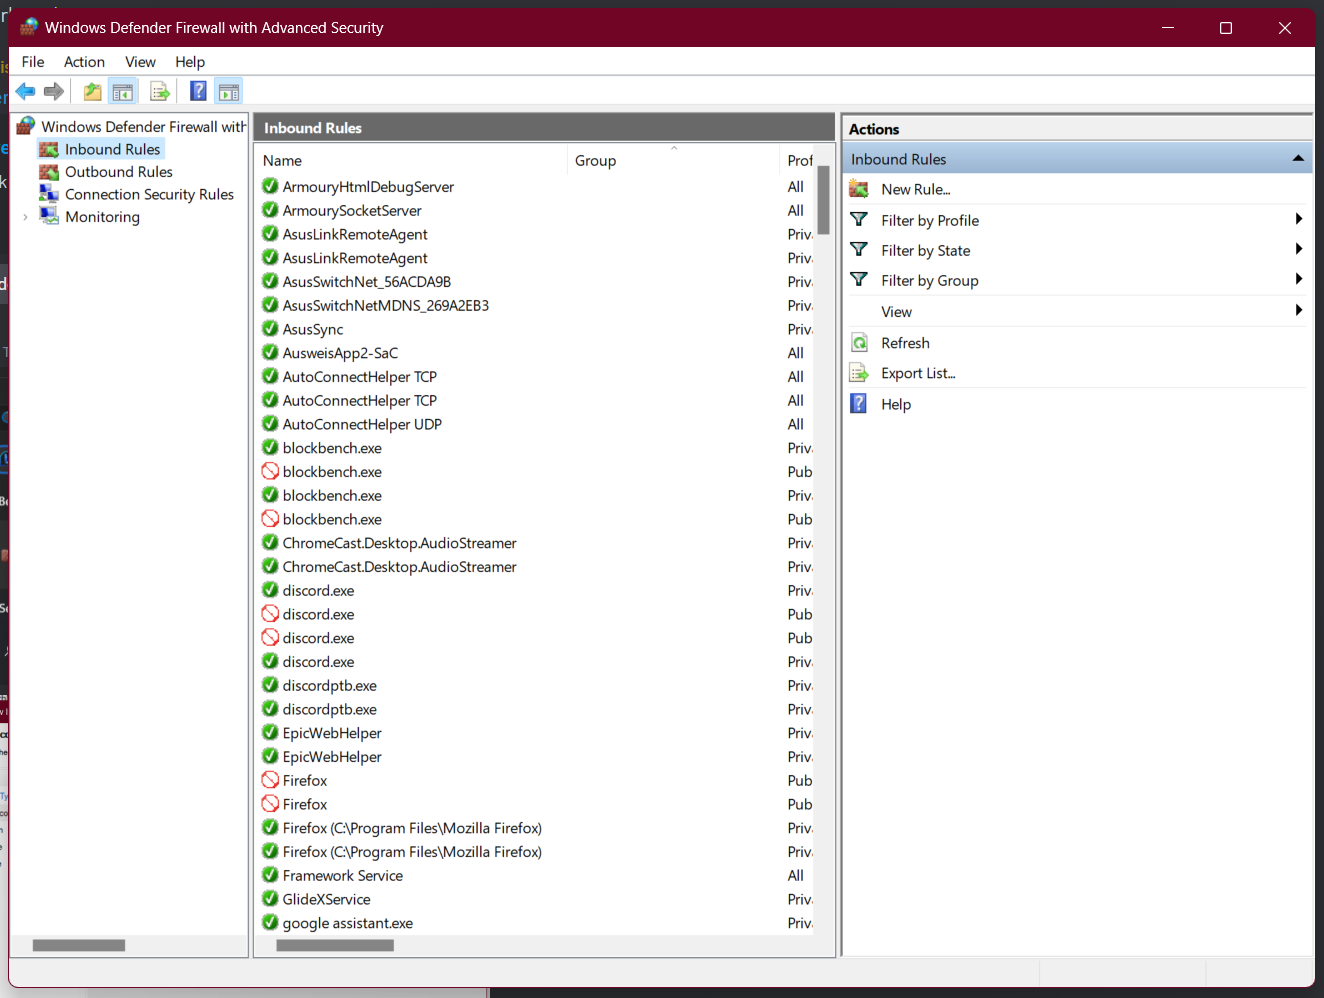 Windows Defender Firewall with Advanced Security
File Action View Help
Windows Defender Firewall with
Inbound Rules
Outbound Rules
Connection Security Rules
Monitoring
Inbound Rules
Name Group Prof
ArmouryHtmlDebugServer All
ArmourySocketServer All
AsusLinkRemoteAgent Priv
AsusLinkRemoteAgent Priv
AsusSwitchNet_56ACDA9B Priv
AsusSwitchNetMDNS_269A2EB3 Priv
AsusSync Priv
AusweisApp2-SaC All
AutoConnectHelper TCP All
AutoConnectHelper TCP All
AutoConnectHelper UDP All
blockbench.exe Priv
blockbench.exe Pub
blockbench.exe Priv
blockbench.exe Pub
ChromeCast.Desktop.AudioStreamer Priv
ChromeCast.Desktop.AudioStreamer Priv
discord.exe Priv
discord.exe Pub
discord.exe Pub
discord.exe Priv
discordptb.exe Priv
discordptb.exe Priv
EpicWebHelper Priv
EpicWebHelper Priv
Firefox Pub
Firefox Pub
Firefox (C:\Program Files\Mozilla Firefox) Priv
Firefox (C:\Program Files\Mozilla Firefox) Priv
Framework Service All
GlideXService Priv
google assistant.exe Priv
Actions
Inbound Rules
New Rule...
Filter by Profile
Filter by State
Filter by Group
View
Refresh
Export List...
Help